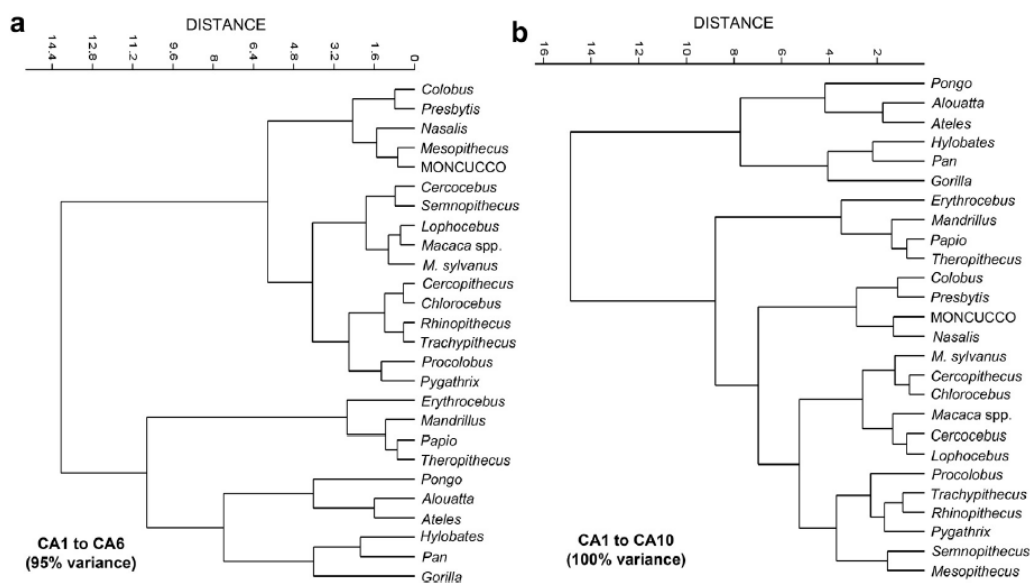 a
DISTANCE
14.4 12.8 11.2 9.6 8 6.4 4.8 3.2 1.6 0
Colobus
Presbytis
Nasalis
Mesopithecus
MONCUCCO
Cercocebus
Semnopithecus
Lophocebus
Macaca spp.
M. sylvanus
Cercopithecus
Chlorocebus
Rhinopithecus
Trachypithecus
Procolobus
Pygathrix
Erythrocebus
Mandrillus
Papio
Theropithecus
Pongo
Alouatta
Ateles
Hylobates
Pan
Gorilla
CA1 to CA6
(95% variance)
b
DISTANCE
16 14 12 10 8 6 4 2
Pongo
Alouatta
Ateles
Hylobates
Pan
Gorilla
Erythrocebus
Mandrillus
Papio
Theropithecus
Colobus
Presbytis
MONCUCCO
Nasalis
M. sylvanus
Cercopithecus
Chlorocebus
Macaca spp.
Cercocebus
Lophocebus
Procolobus
Trachypithecus
Rhinopithecus
Pygathrix
Semnopithecus
Mesopithecus
CA1 to CA10
(100% variance)